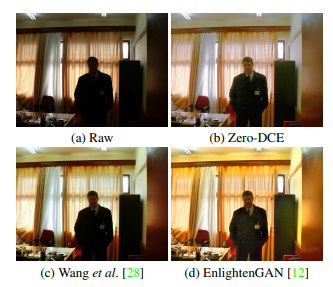 (a) Raw
(b) Zero-DCE
(c) Wang et al. [28]
(d) EnlightenGAN [12]